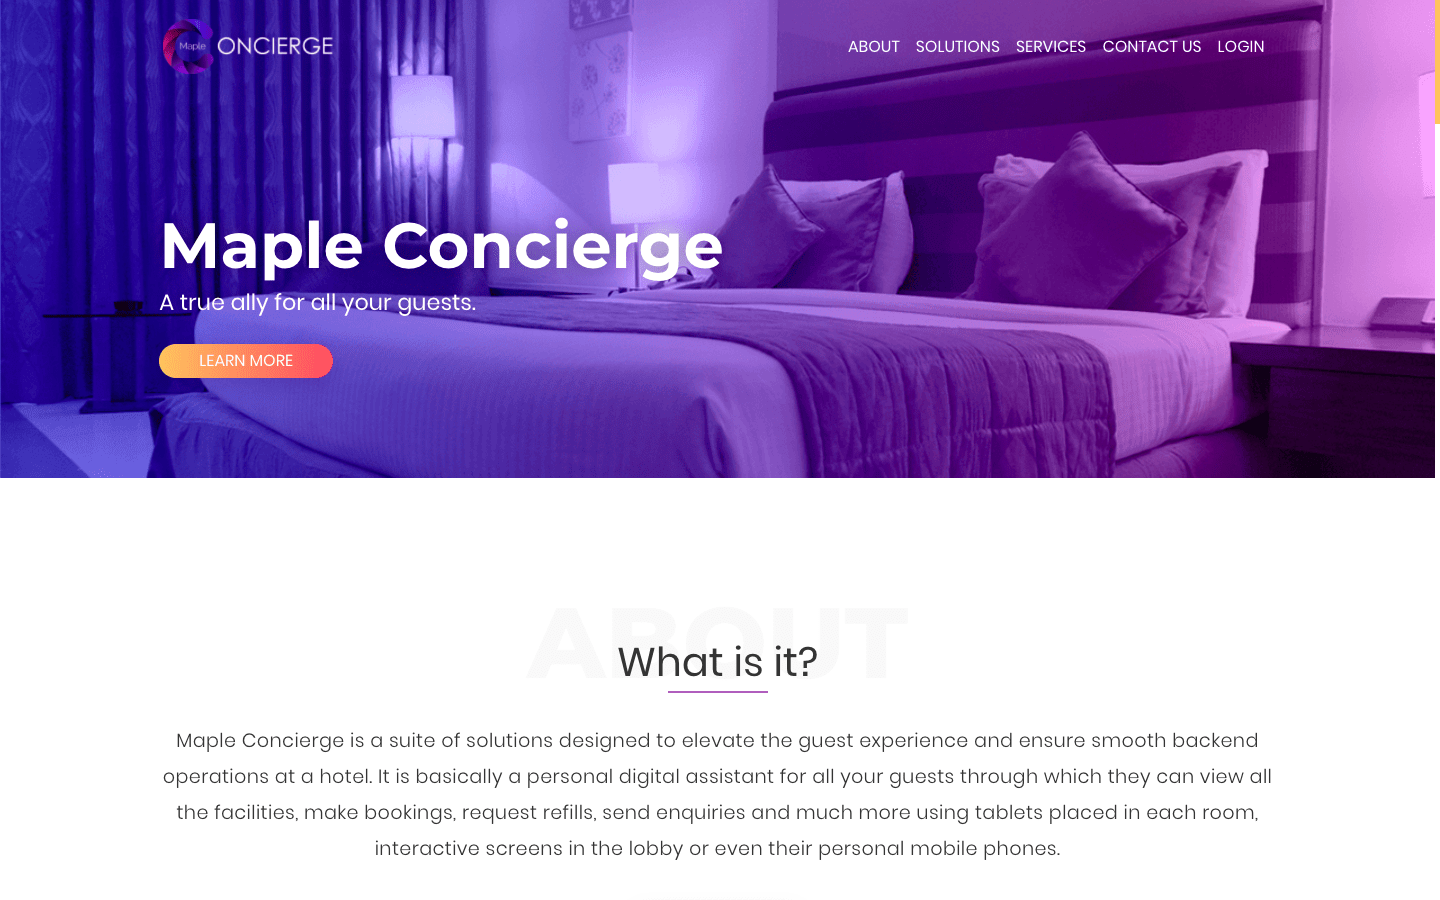 Maple ONCIERGE
ABOUT SOLUTIONS SERVICES CONTACT US LOGIN
Maple Concierge
A true ally for all your guests.
LEARN MORE
ABOUT
What is it?
Maple Concierge is a suite of solutions designed to elevate the guest experience and ensure smooth backend
operations at a hotel. It is basically a personal digital assistant for all your guests through which they can view all
the facilities, make bookings, request refills, send enquiries and much more using tablets placed in each room,
interactive screens in the lobby or even their personal mobile phones.